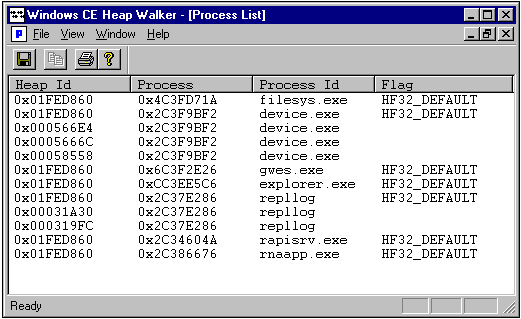 Windows CE Heap Walker - [Process List]
P File View Window Help
Heap Id Process Process Id Flag
0x01FED860 0x4C3FD71A filesys.exe HF32_DEFAULT
0x01FED860 0x2C3F9BF2 device.exe HF32_DEFAULT
0x000566E4 0x2C3F9BF2 device.exe
0x0005666C 0x2C3F9BF2 device.exe
0x00058558 0x2C3F9BF2 device.exe
0x01FED860 0x6C3F2E26 gwes.exe HF32_DEFAULT
0x01FED860 0xCC3EE5C6 explorer.exe HF32_DEFAULT
0x01FED860 0x2C37E286 repllog HF32_DEFAULT
0x00031A30 0x2C37E286 repllog
0x000319FC 0x2C37E286 repllog
0x01FED860 0x2C34604A rapisrv.exe HF32_DEFAULT
0x01FED860 0x2C386676 rnaapp.exe HF32_DEFAULT
Ready